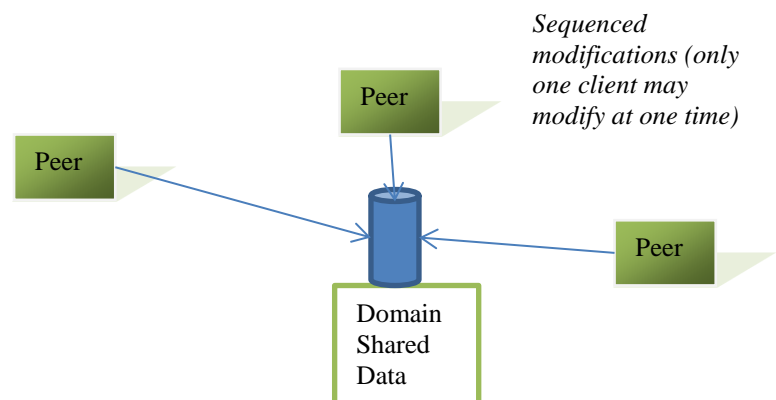 Sequenced
modifications (only
one client may
modify at one time)
Peer
Peer
Peer
Domain
Shared
Data